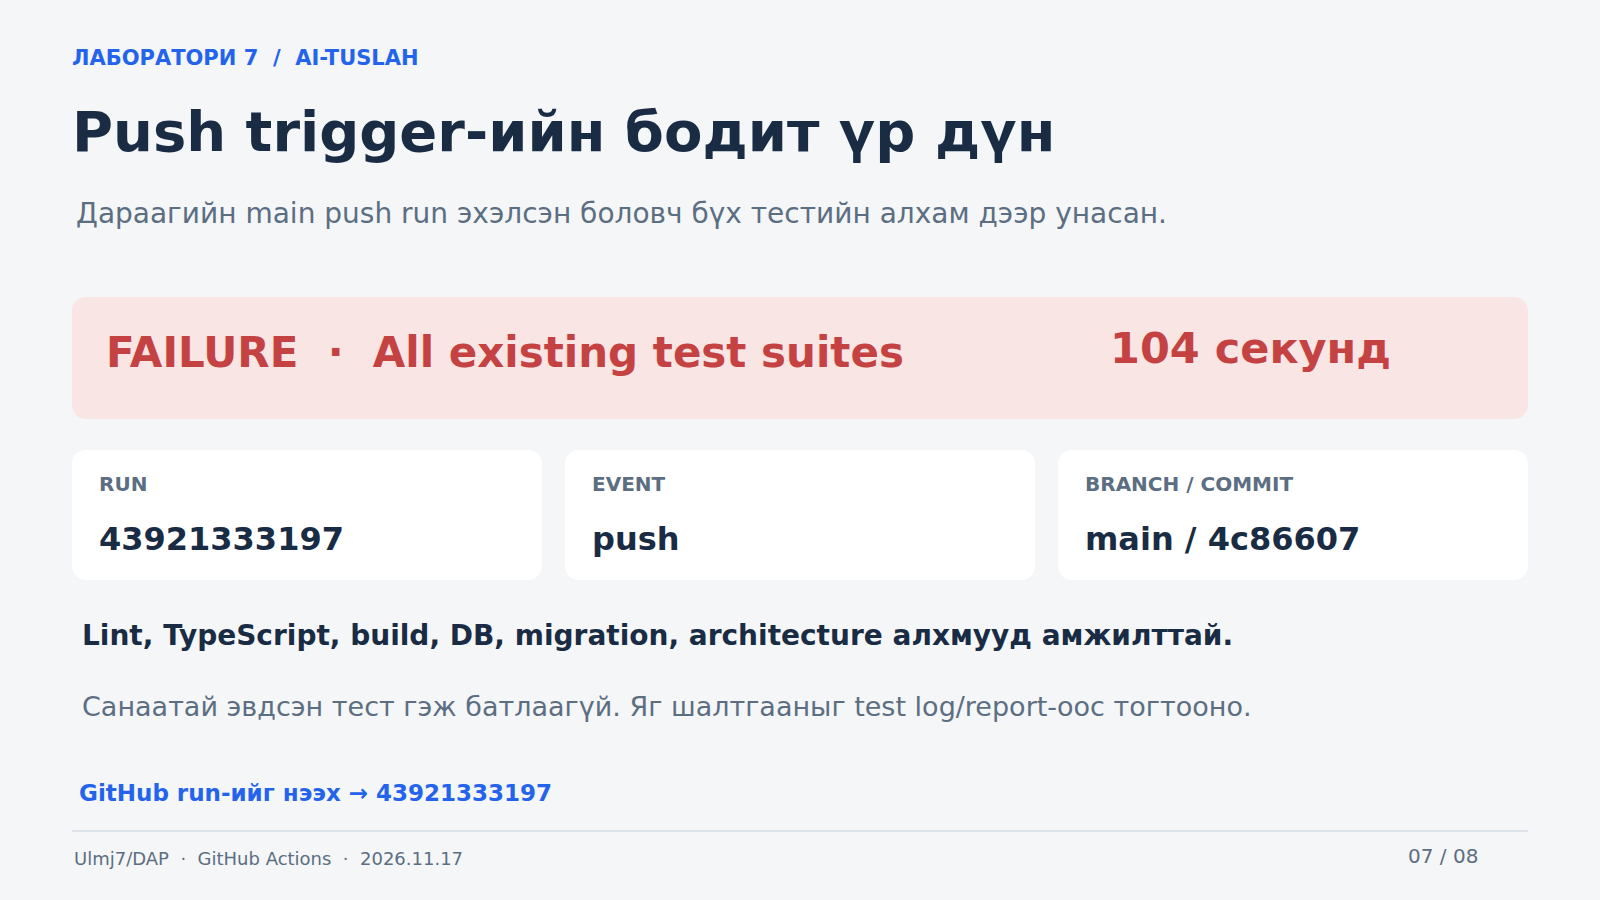 ЛАБОРАТОРИ 7 / AI-TUSLAH
Push trigger-ийн бодит үр дүн
Дараагийн main push run эхэлсэн боловч бүх тестийн алхам дээр унасан.
FAILURE · All existing test suites
104 секунд
RUN
43921333197
EVENT
push
BRANCH / COMMIT
main / 4c86607
Lint, TypeScript, build, DB, migration, architecture алхмууд амжилттай.
Санаатай эвдсэн тест гэж батлаагүй. Яг шалтгааныг test log/report-оос тогтооно.
GitHub run-ийг нээх → 43921333197
Ulmj7/DAP · GitHub Actions · 2026.11.17
07 / 08